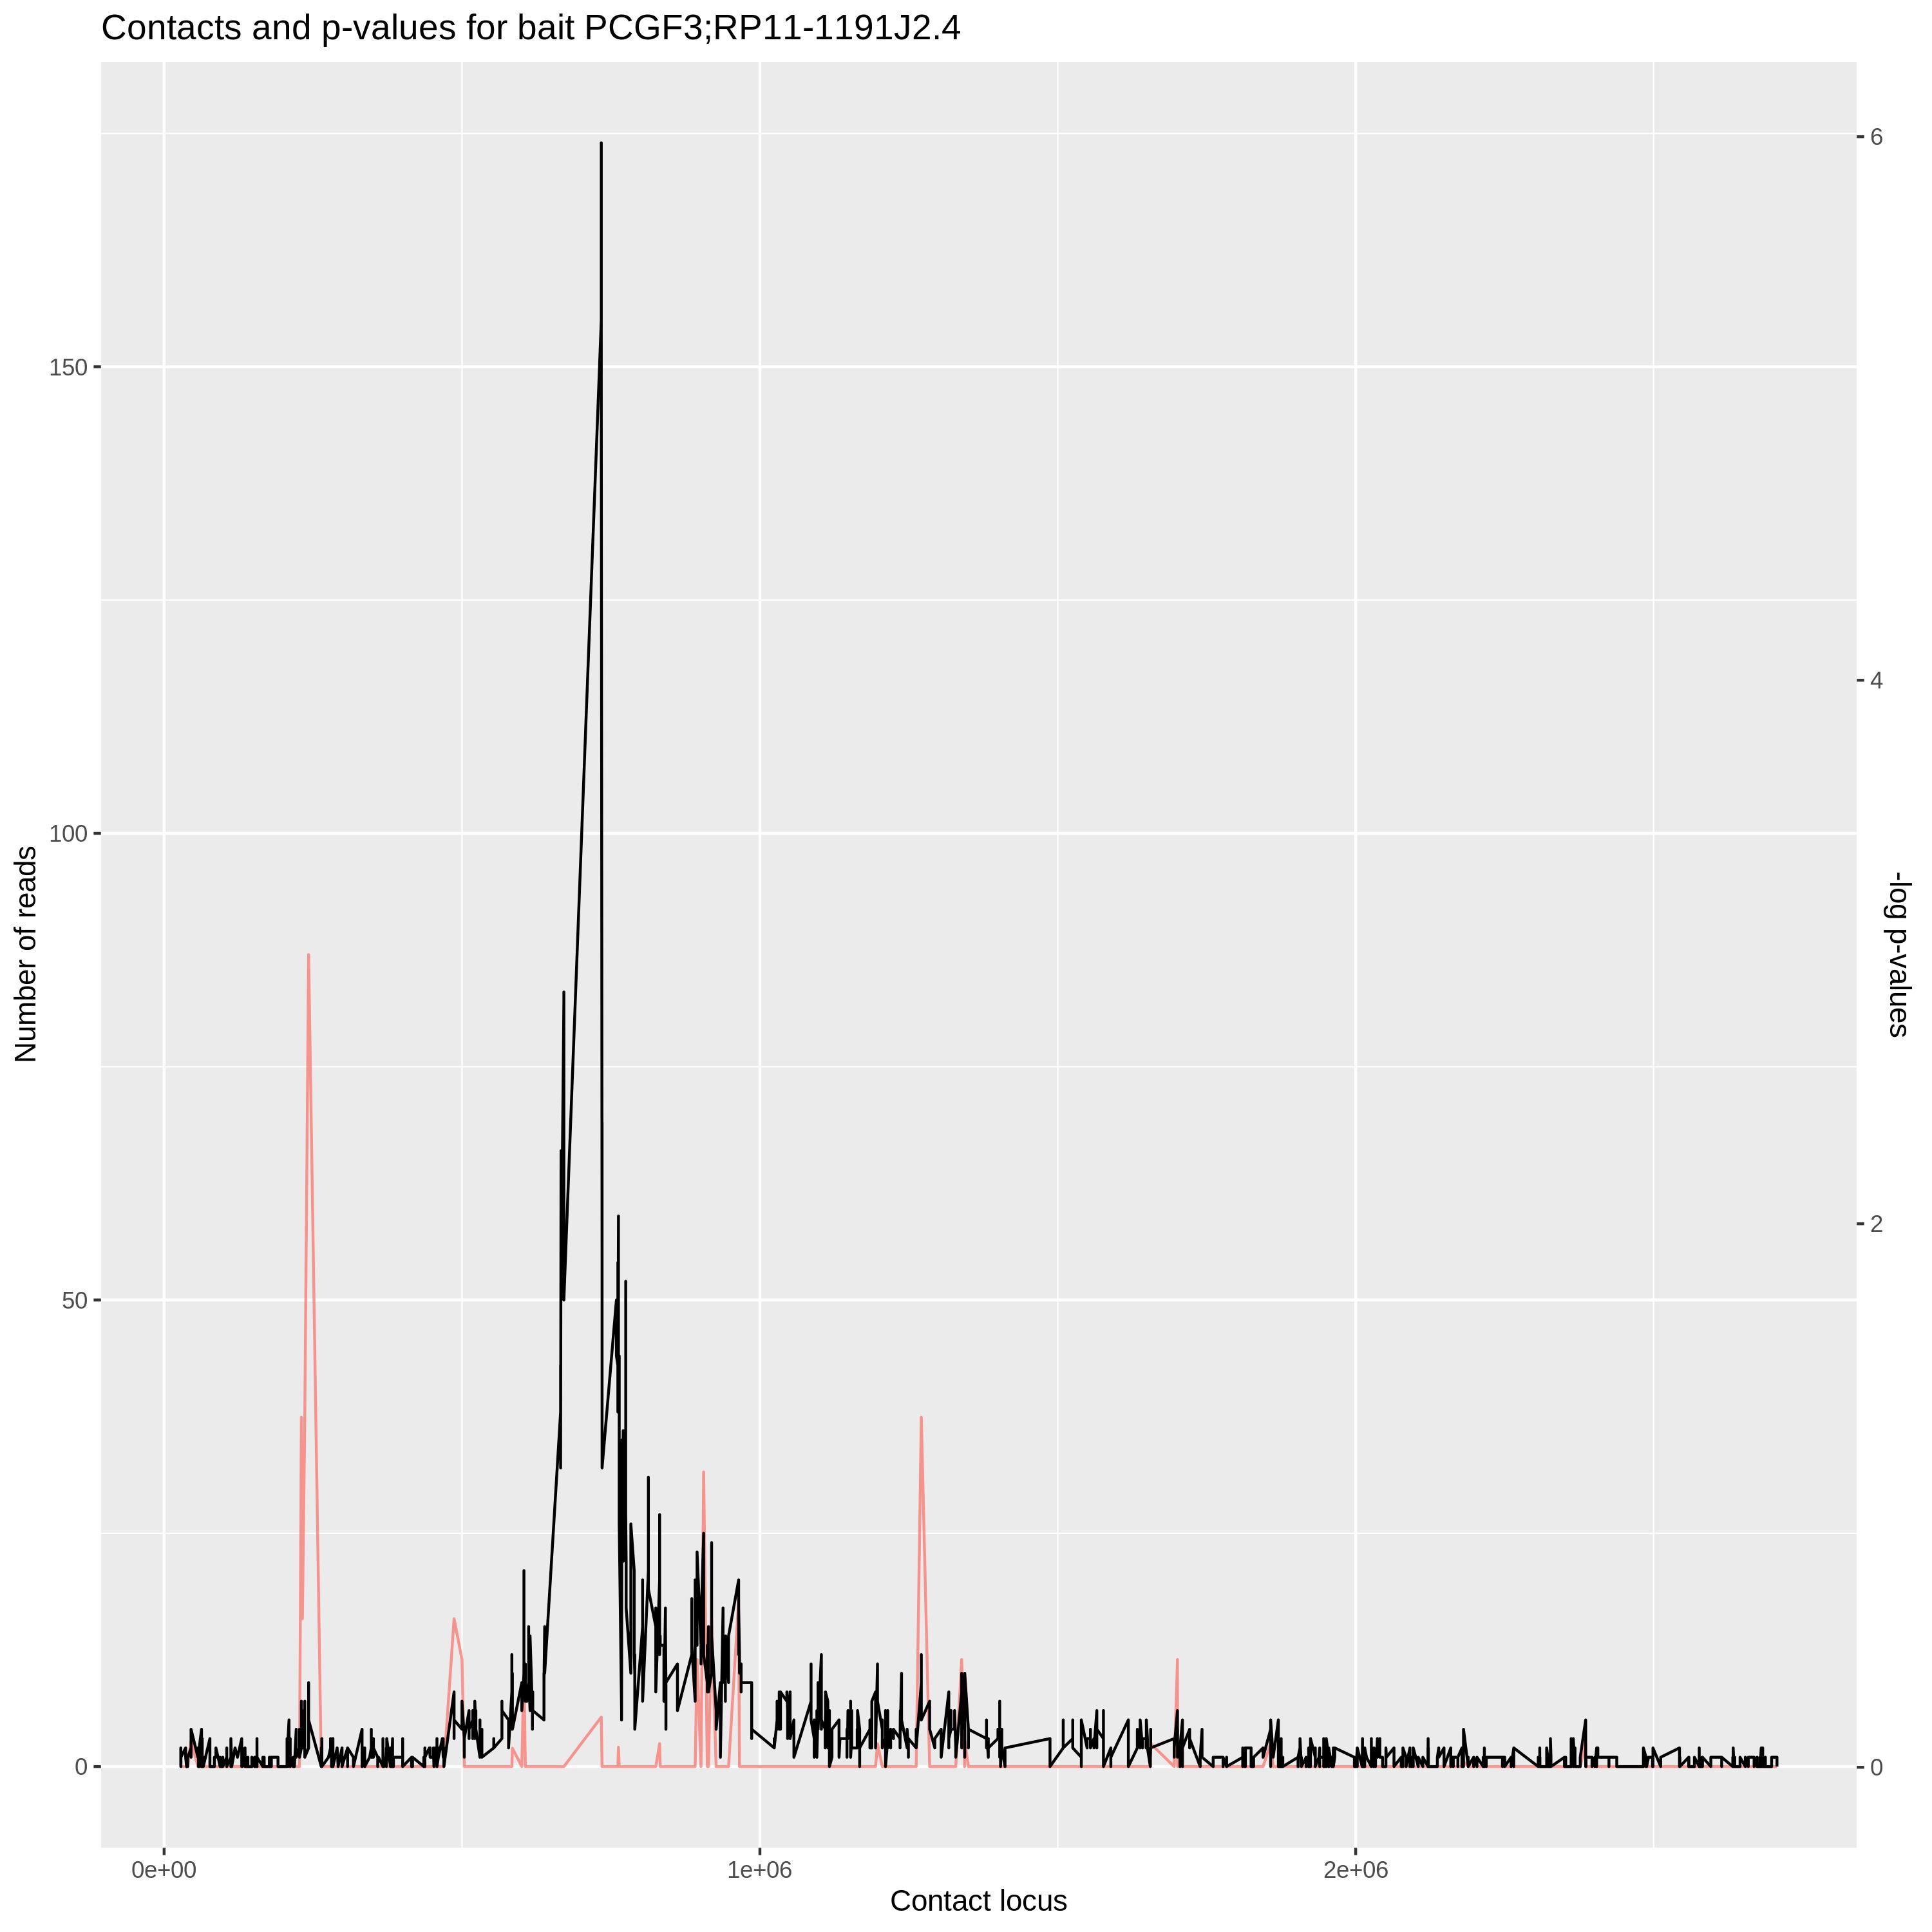 Contacts and p-values for bait PCGF3;RP11-1191J2.4
Number of reads
150
100
50
0
6
4
2
0
-log p-values
0e+00
1e+06
2e+06
Contact locus